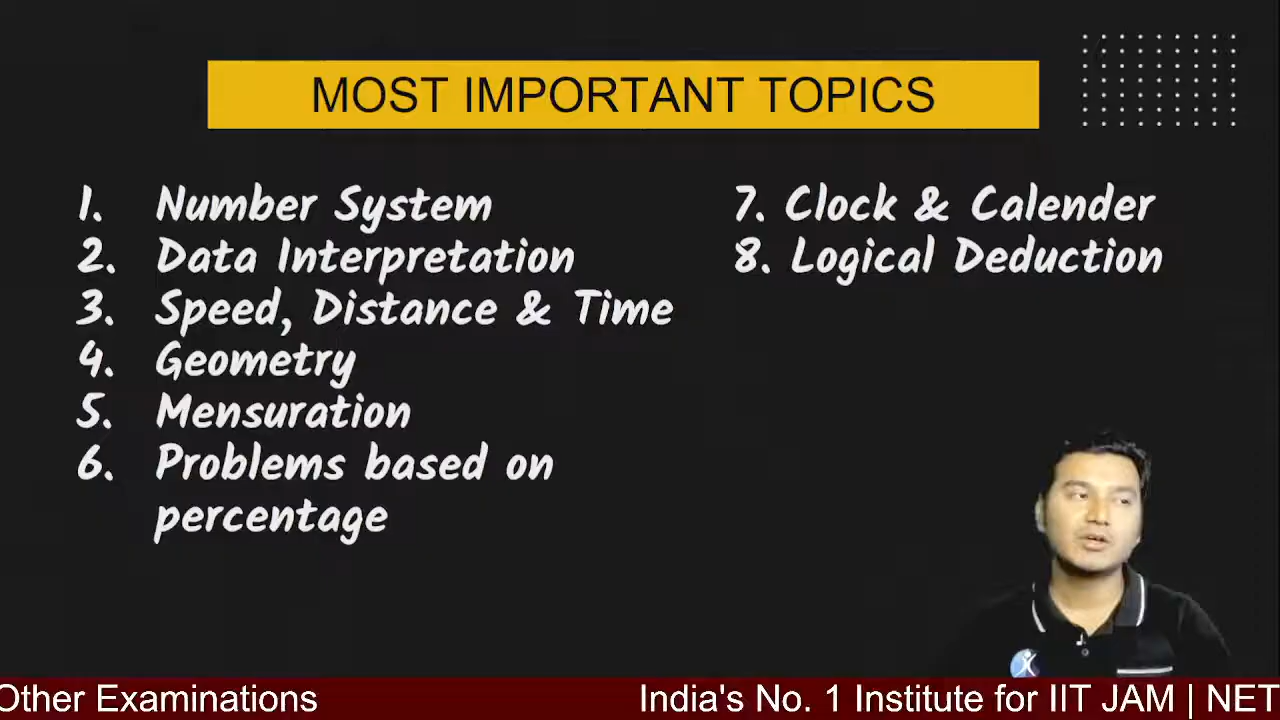 MOST IMPORTANT TOPICS
1. Number System
2. Data Interpretation
3. Speed, Distance & Time
4. Geometry
5. Mensuration
6. Problems based on
percentage
7. Clock & Calender
8. Logical Deduction
Other Examinations
India's No. 1 Institute for IIT JAM | NET